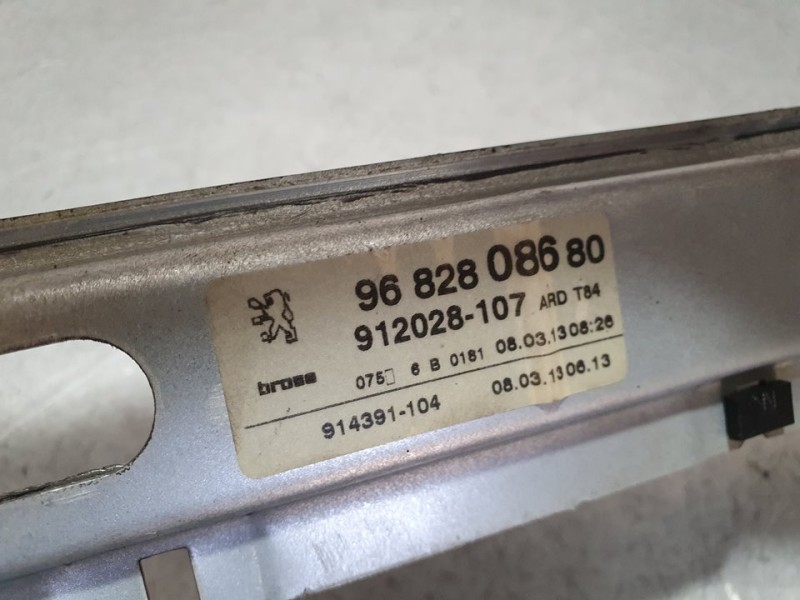 96 828 086 80
912028-107 ARD T84
brose 075▯ 6 B 0181 08.03.13 08:26
914391-104 08.03.13 06.13